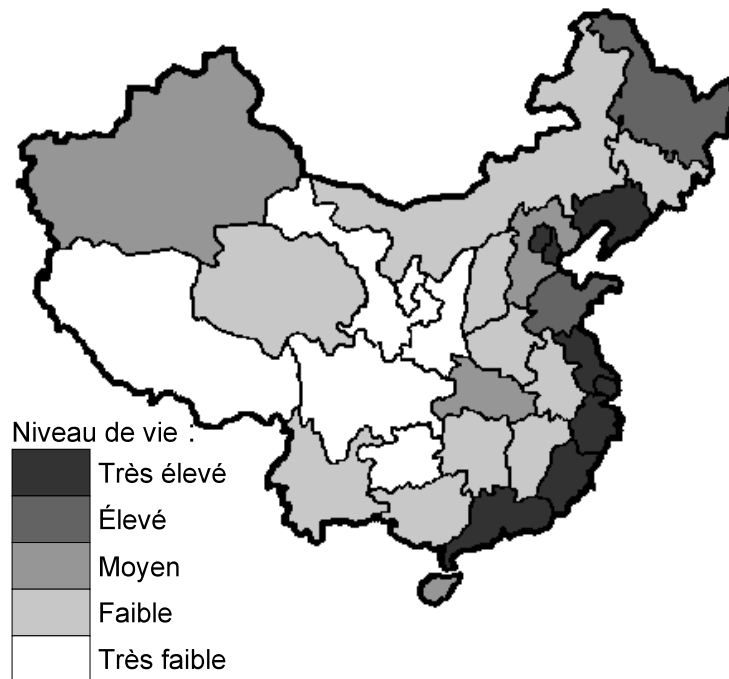 Niveau de vie :
Très élevé
Élevé
Moyen
Faible
Très faible